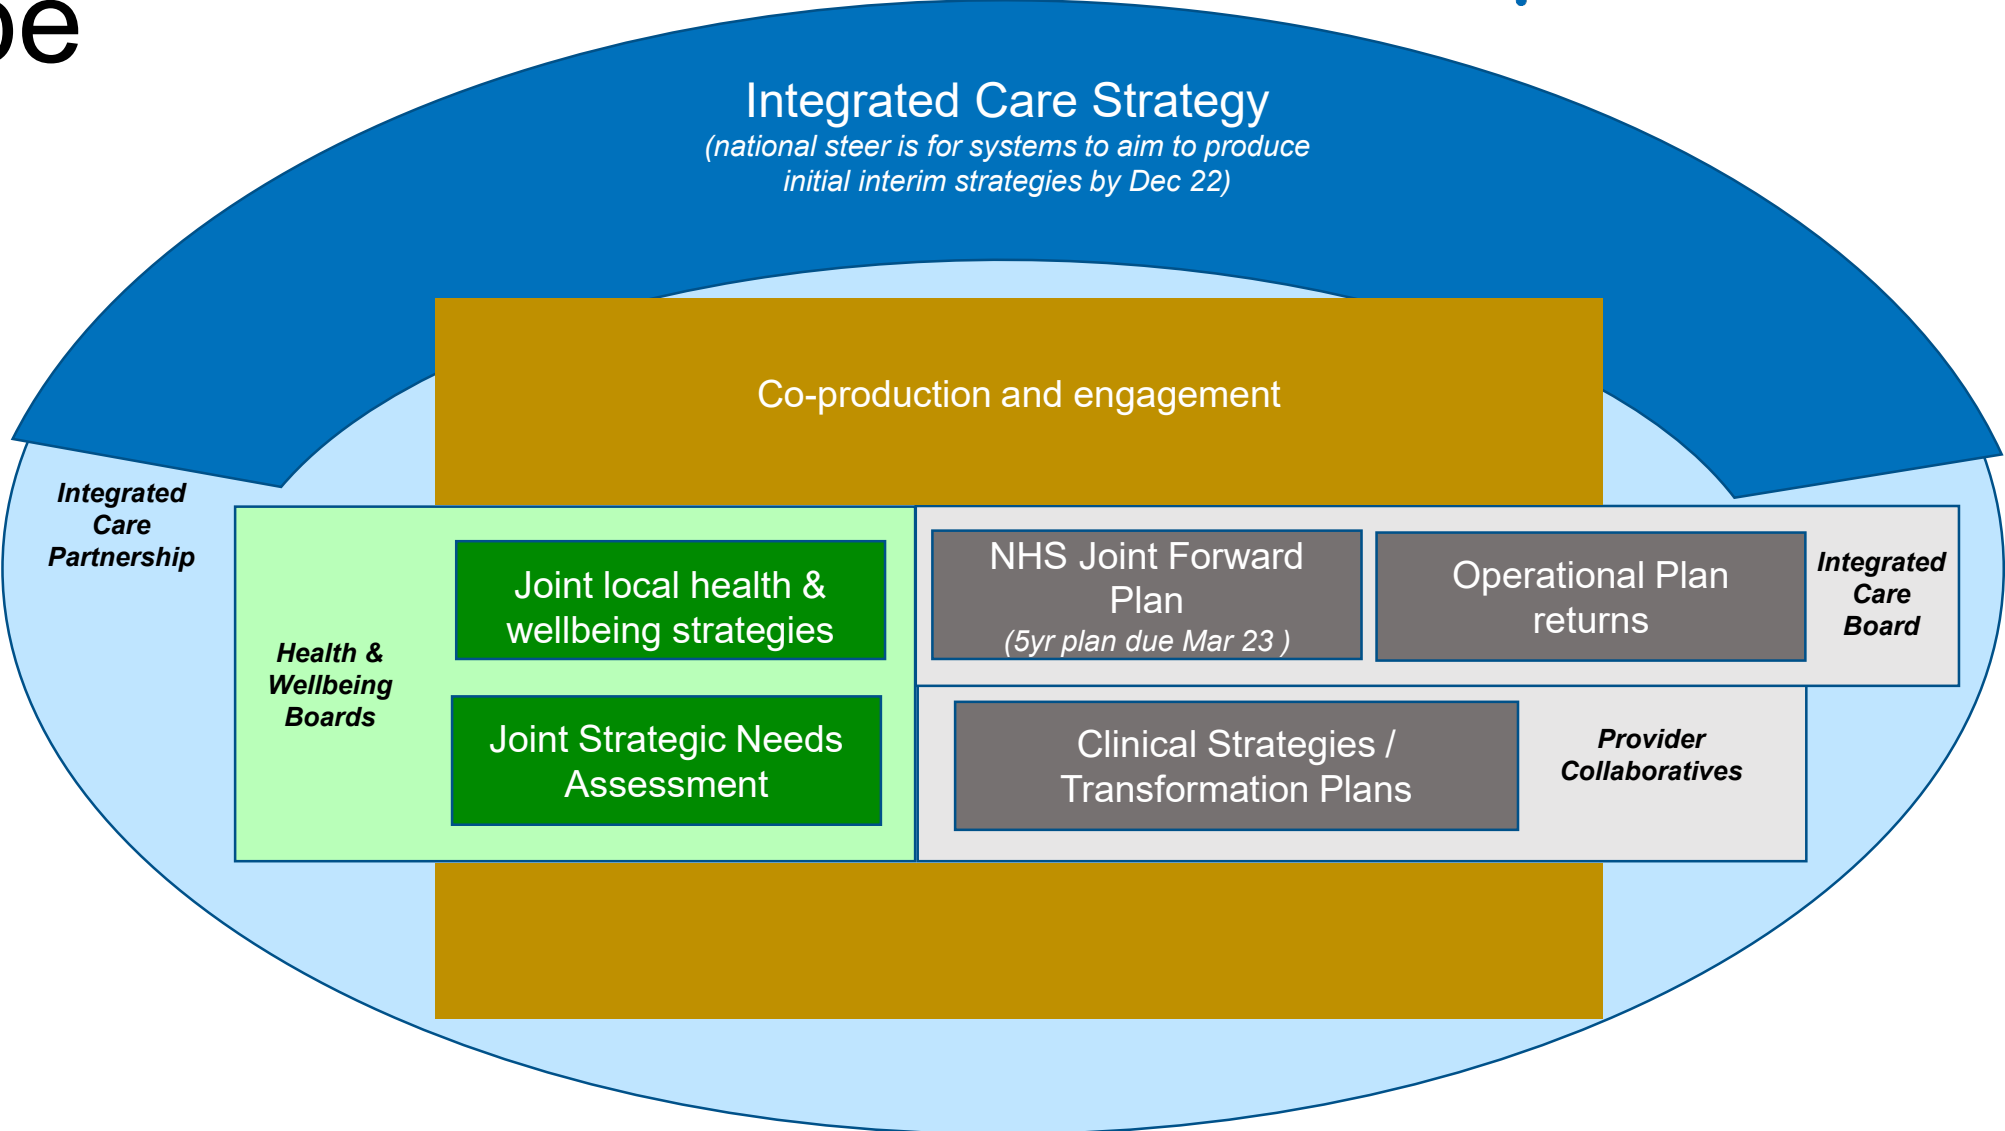 Integrated Care Strategy
(national steer is for systems to aim to produce
initial interim strategies by Dec 22)
Co-production and engagement
Integrated
Care
Partnership
Health &
Wellbeing
Boards
Joint local health &
wellbeing strategies
Joint Strategic Needs
Assessment
NHS Joint Forward
Plan
(5yr plan due Mar 23 )
Operational Plan
returns
Integrated
Care
Board
Clinical Strategies /
Transformation Plans
Provider
Collaboratives